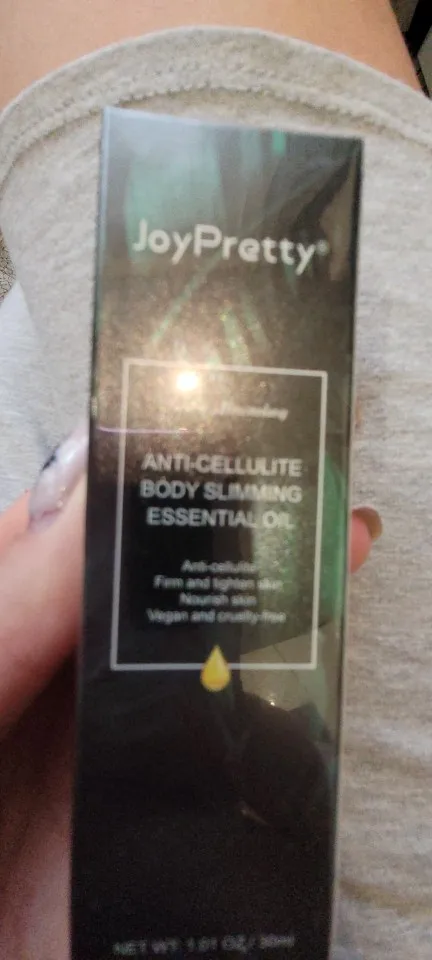 JoyPretty®
ANTI-CELLULITE
BODY SLIMMING
ESSENTIAL OIL
Anti-cellulite
Firm and tighten skin
Nourish skin
Vegan and cruelty-free
NET WT: 1.01 OZ / 30ml